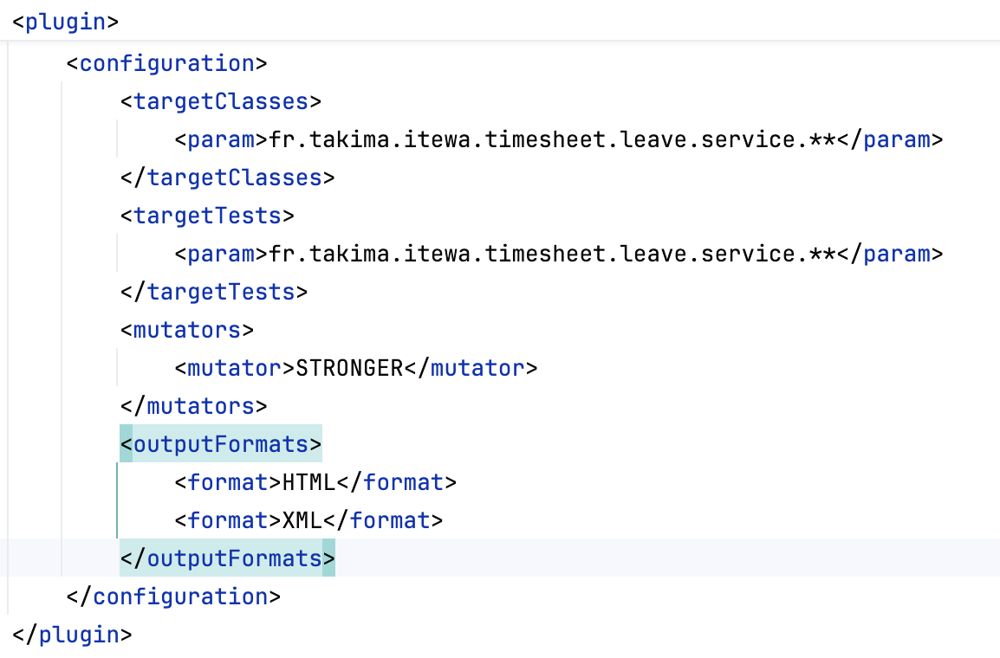 <plugin>
    <configuration>
        <targetClasses>
            <param>fr.takima.itewa.timesheet.leave.service.**</param>
        </targetClasses>
        <targetTests>
            <param>fr.takima.itewa.timesheet.leave.service.**</param>
        </targetTests>
        <mutators>
            <mutator>STRONGER</mutator>
        </mutators>
        <outputFormats>
            <format>HTML</format>
            <format>XML</format>
        </outputFormats>
    </configuration>
</plugin>